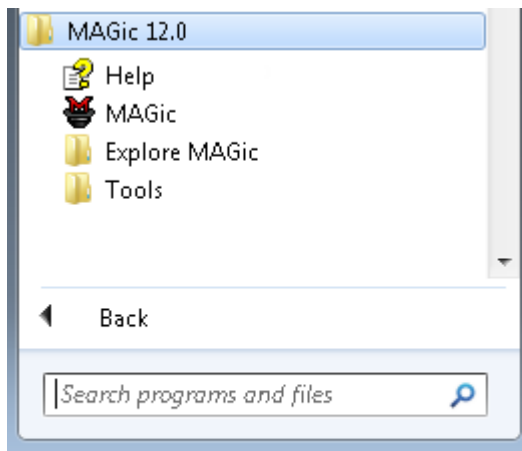 MAGic 12.0
Help
MAGic
Explore MAGic
Tools
Back
Search programs and files